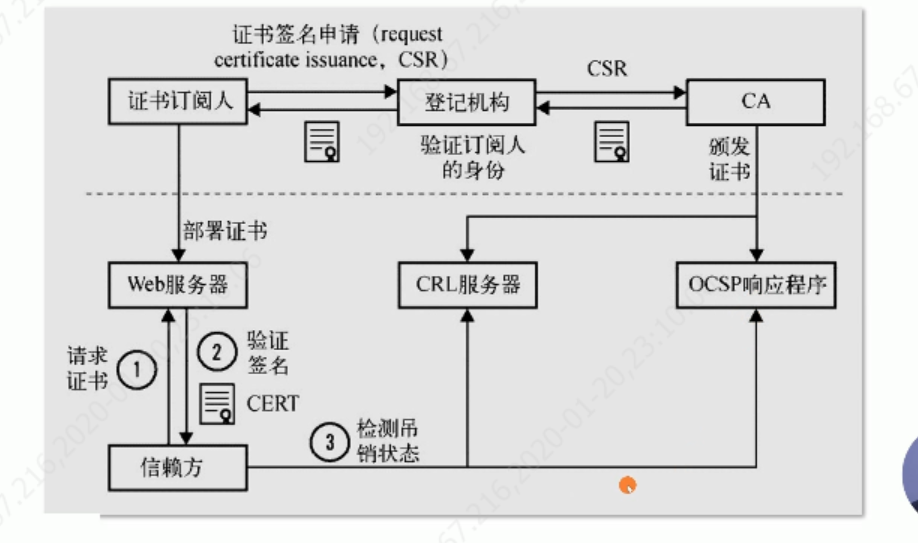 证书签名申请（request
certificate issuance，CSR）
CSR
证书订阅人
登记机构
CA
验证订阅人
的身份
颁发
证书
部署证书
Web服务器
CRL服务器
OCSP响应程序
请求
证书
1
2
验证
签名
CERT
3
检测吊
销状态
信赖方